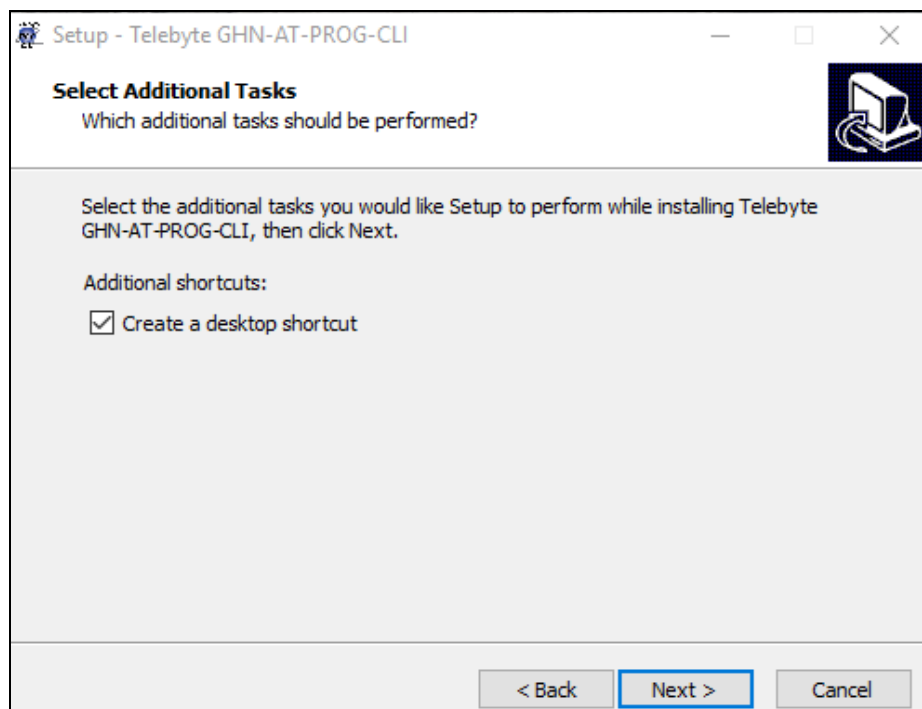 Setup - Telebyte GHN-AT-PROG-CLI
Select Additional Tasks
Which additional tasks should be performed?
Select the additional tasks you would like Setup to perform while installing Telebyte
GHN-AT-PROG-CLI, then click Next.
Additional shortcuts:
Create a desktop shortcut
< Back Next > Cancel